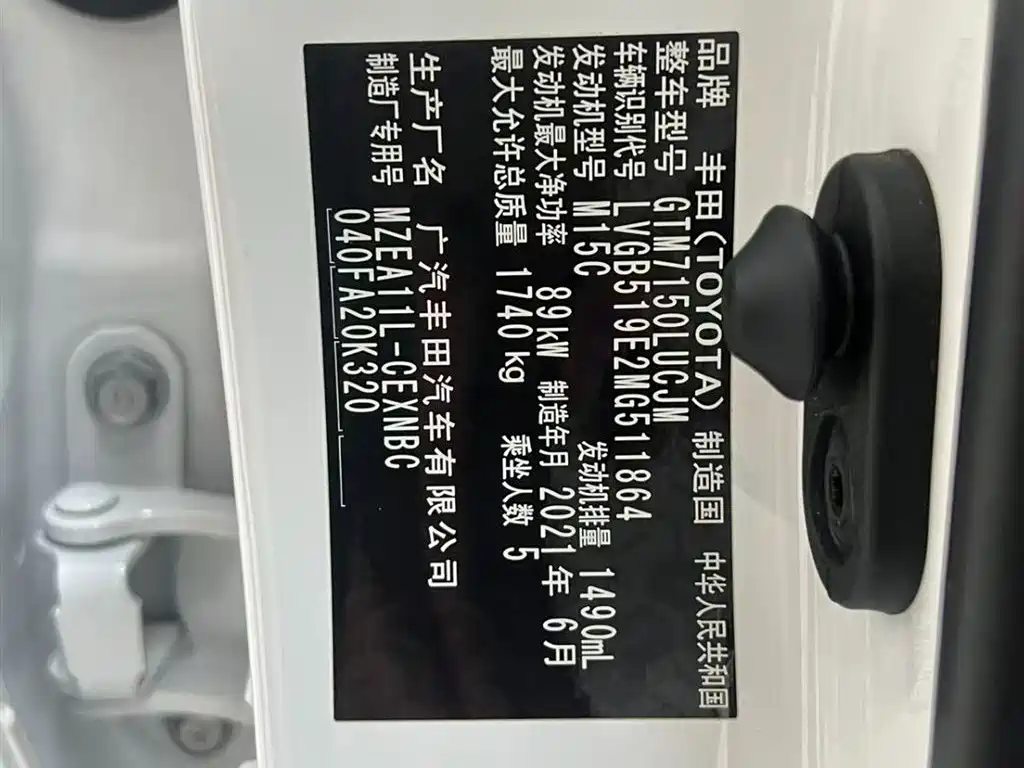 品牌 丰田(TOYOTA) 制造国 中华人民共和国
整车型号 GTM7150LUCJM
车辆识别代号 LVGB519E2MG511864
发动机型号 M15C 发动机排量 1490mL
发动机最大净功率 89kW 制造年月 2021年 6月
最大允许总质量 1740kg 乘坐人数 5
生产厂名 广汽丰田汽车有限公司
制造厂专用号 MZEA11L-CEXNBC
040FA20K320